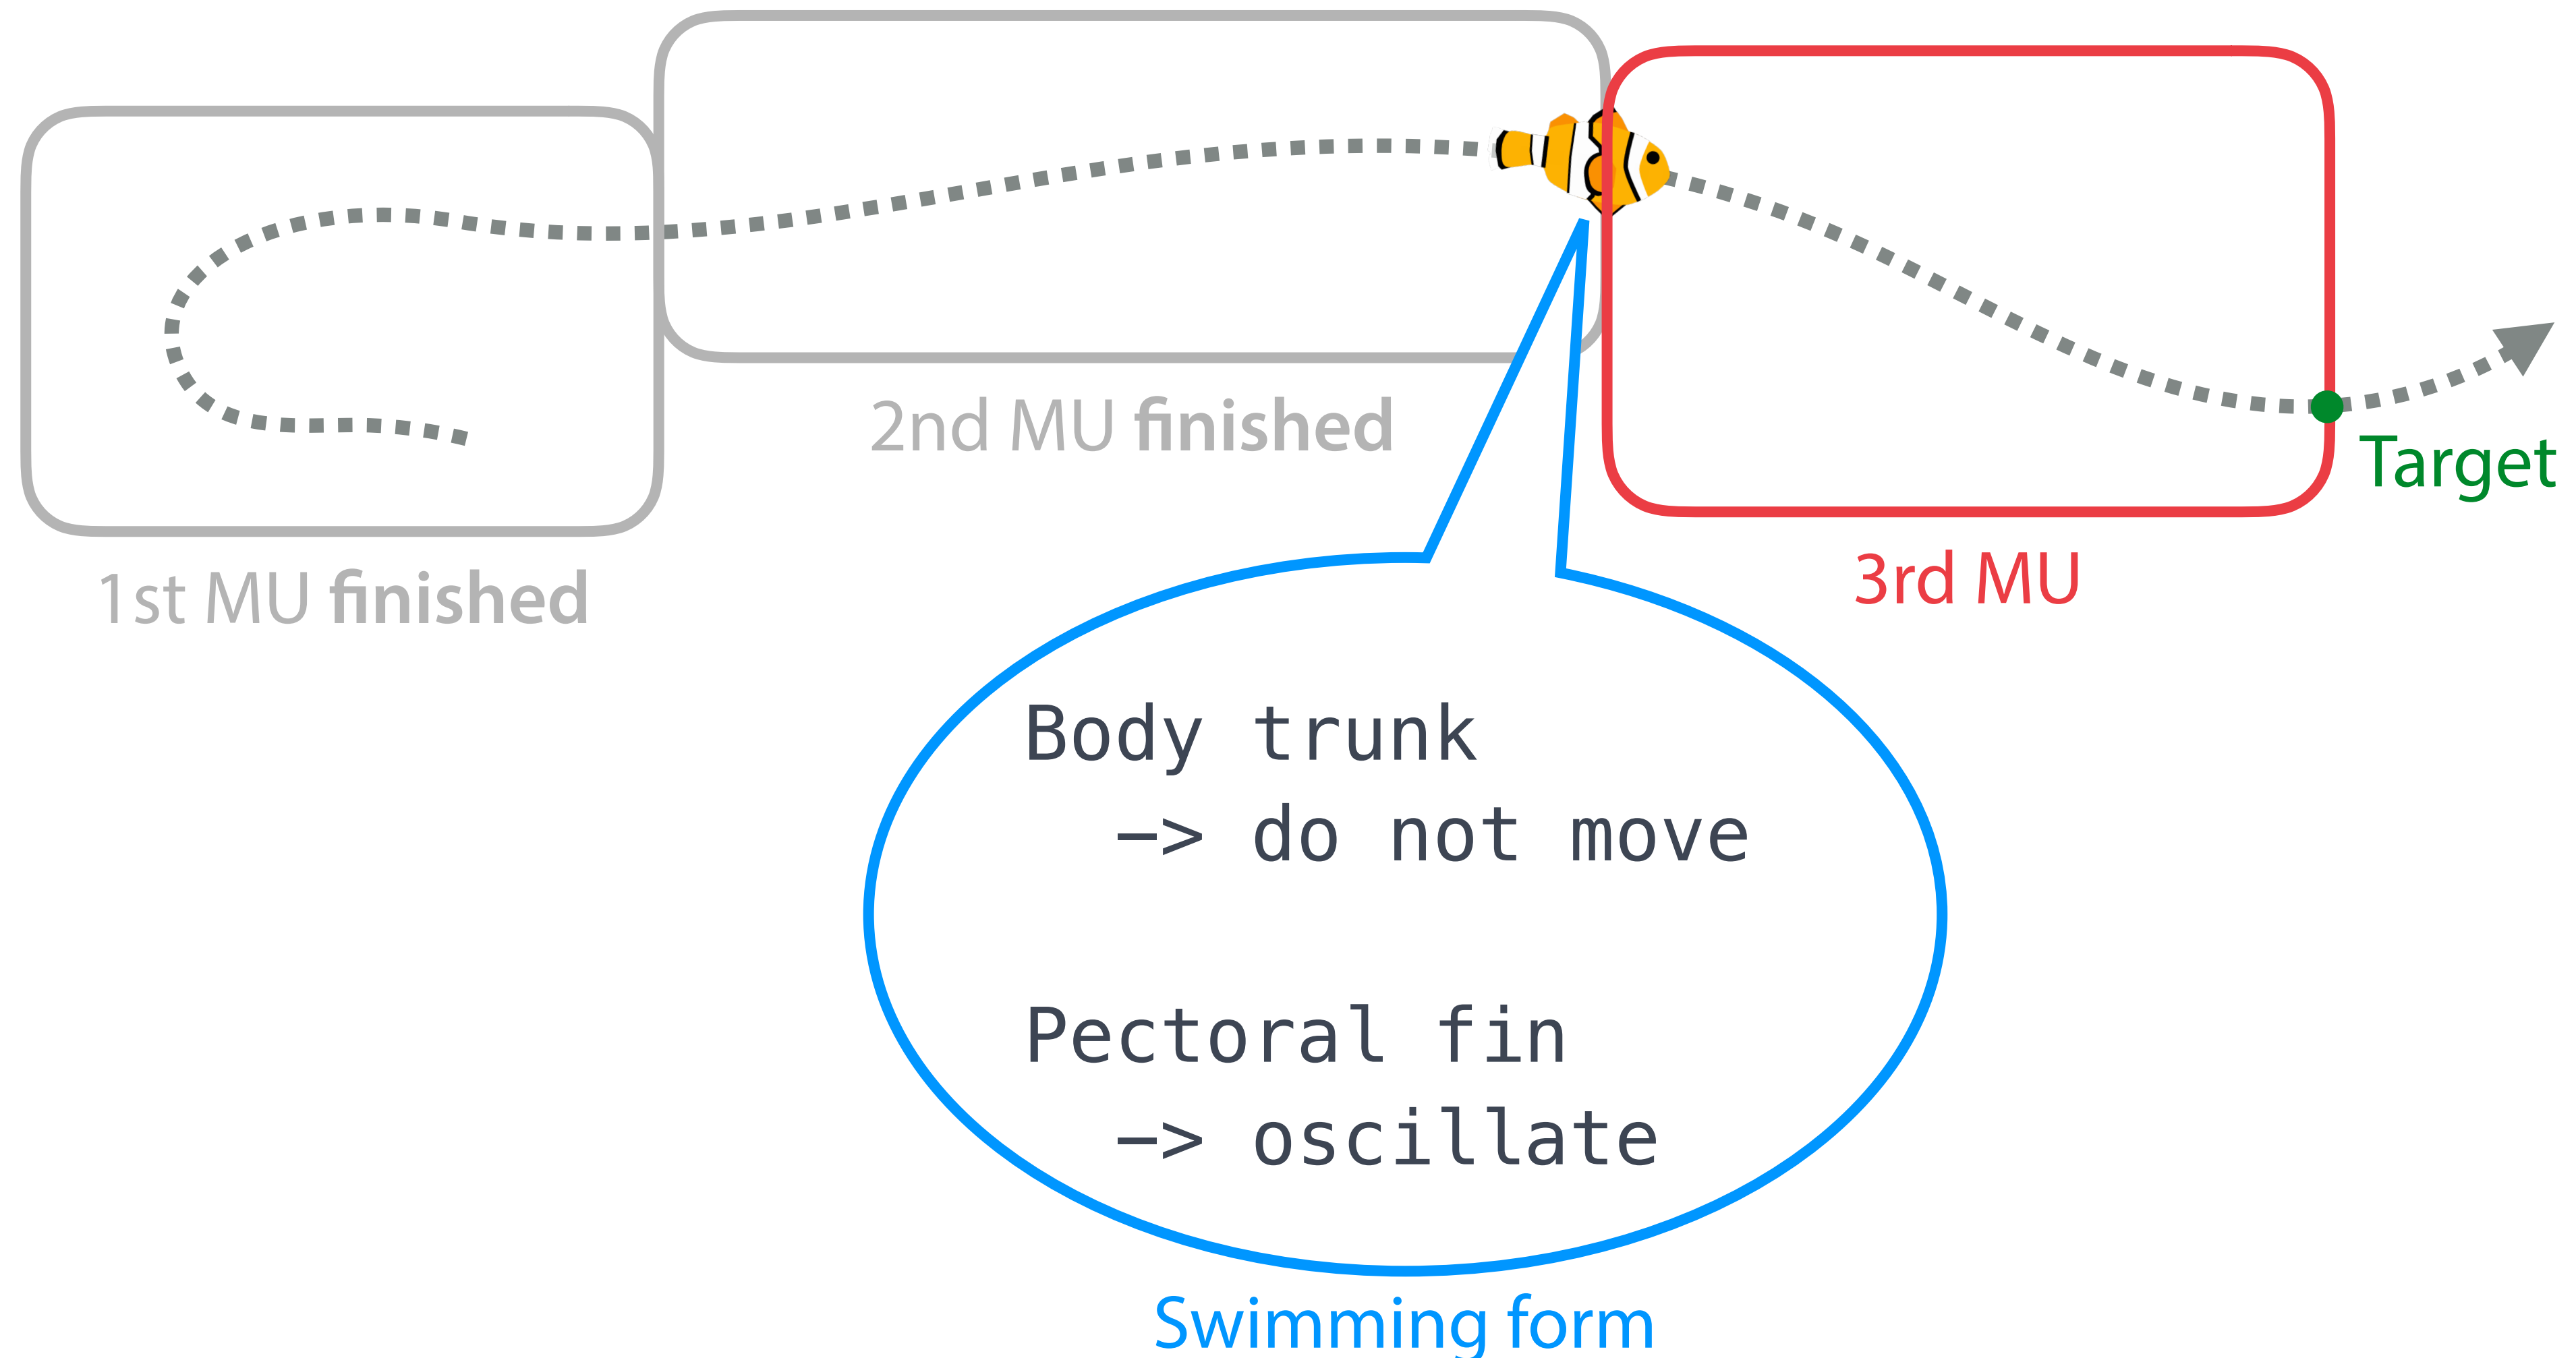 2nd MU finished
Target
3rd MU
1st MU finished
Body trunk
–> do not move
Pectoral fin
–> oscillate
Swimming form